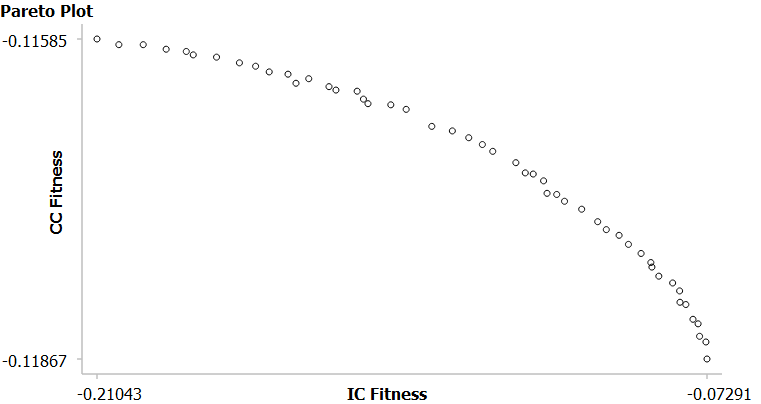 Pareto Plot
-0.11585
CC Fitness
-0.11867
-0.21043
IC Fitness
-0.07291